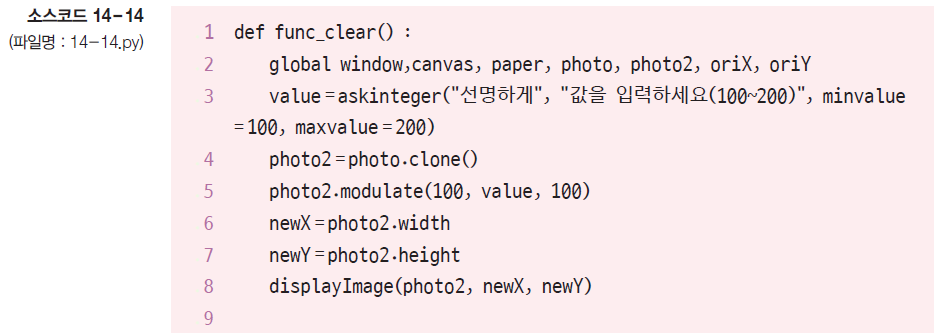 소스코드 14-14
(파일명 : 14-14.py)
1 def func_clear() :
2 global window,canvas, paper, photo, photo2, oriX, oriY
3 value=askinteger("선명하게", "값을 입력하세요(100~200)", minvalue
=100, maxvalue=200)
4 photo2=photo.clone()
5 photo2.modulate(100, value, 100)
6 newX=photo2.width
7 newY=photo2.height
8 displayImage(photo2, newX, newY)
9